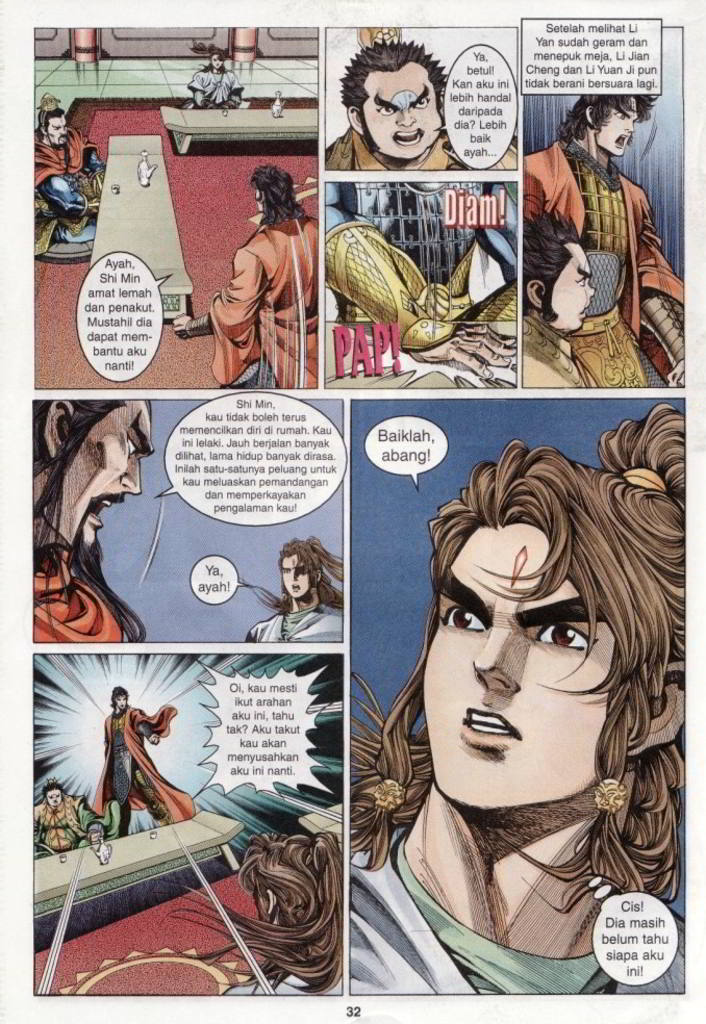 Ayah,
Shi Min
amat lemah
dan penakut.
Mustahil dia
dapat mem-
bantu aku
nanti!
Ya,
betul!
Kan aku ini
lebih handal
daripada
dia? Lebih
baik
ayah...
Diam!
PAP!
Setelah melihat Li
Yan sudah geram dan
menepuk meja, Li Jian
Cheng dan Li Yuan Ji pun
tidak berani bersuara lagi.
Shi Min,
kau tidak boleh terus
memencilkan diri di rumah. Kau
ini lelaki. Jauh berjalan banyak
dilihat, lama hidup banyak dirasa.
Inilah satu-satunya peluang untuk
kau meluaskan pemandangan
dan memperkayakan
pengalaman kau!
Ya,
ayah!
Oi, kau mesti
ikut arahan
aku ini, tahu
tak? Aku takut
kau akan
menyusahkan
aku ini nanti.
Baiklah,
abang!
Cis!
Dia masih
belum tahu
siapa aku
ini!
32